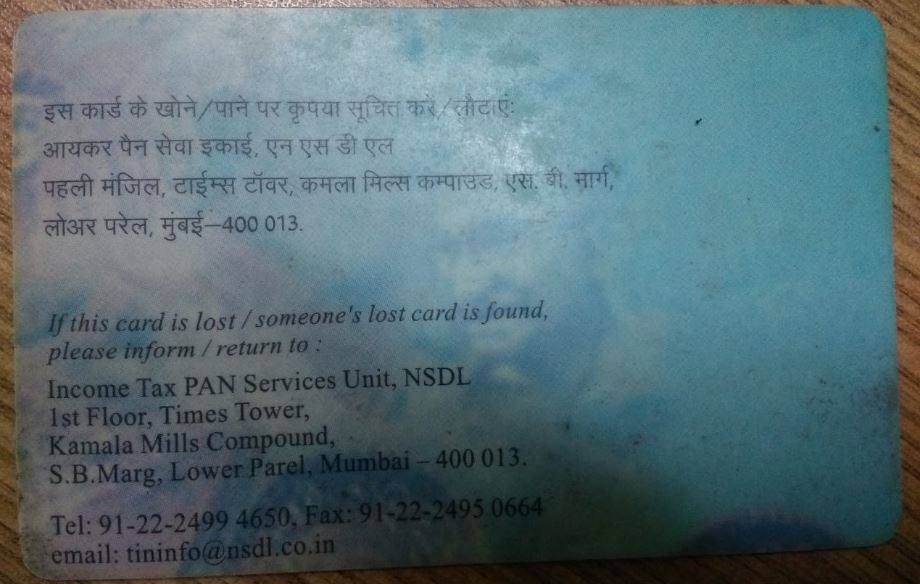 इस कार्ड के खोने/पाने पर कृपया सूचित करें/लौटाएं:
आयकर पैन सेवा इकाई, एन एस डी एल
पहली मंजिल, टाईम्स टॉवर, कमला मिल्स कम्पाउंड, एस. बी. मार्ग,
लोअर परेल, मुंबई–400 013.
If this card is lost / someone's lost card is found,
please inform / return to :
Income Tax PAN Services Unit, NSDL
1st Floor, Times Tower,
Kamala Mills Compound,
S.B.Marg, Lower Parel, Mumbai – 400 013.
Tel: 91-22-2499 4650, Fax: 91-22-2495 0664
email: tininfo@nsdl.co.in